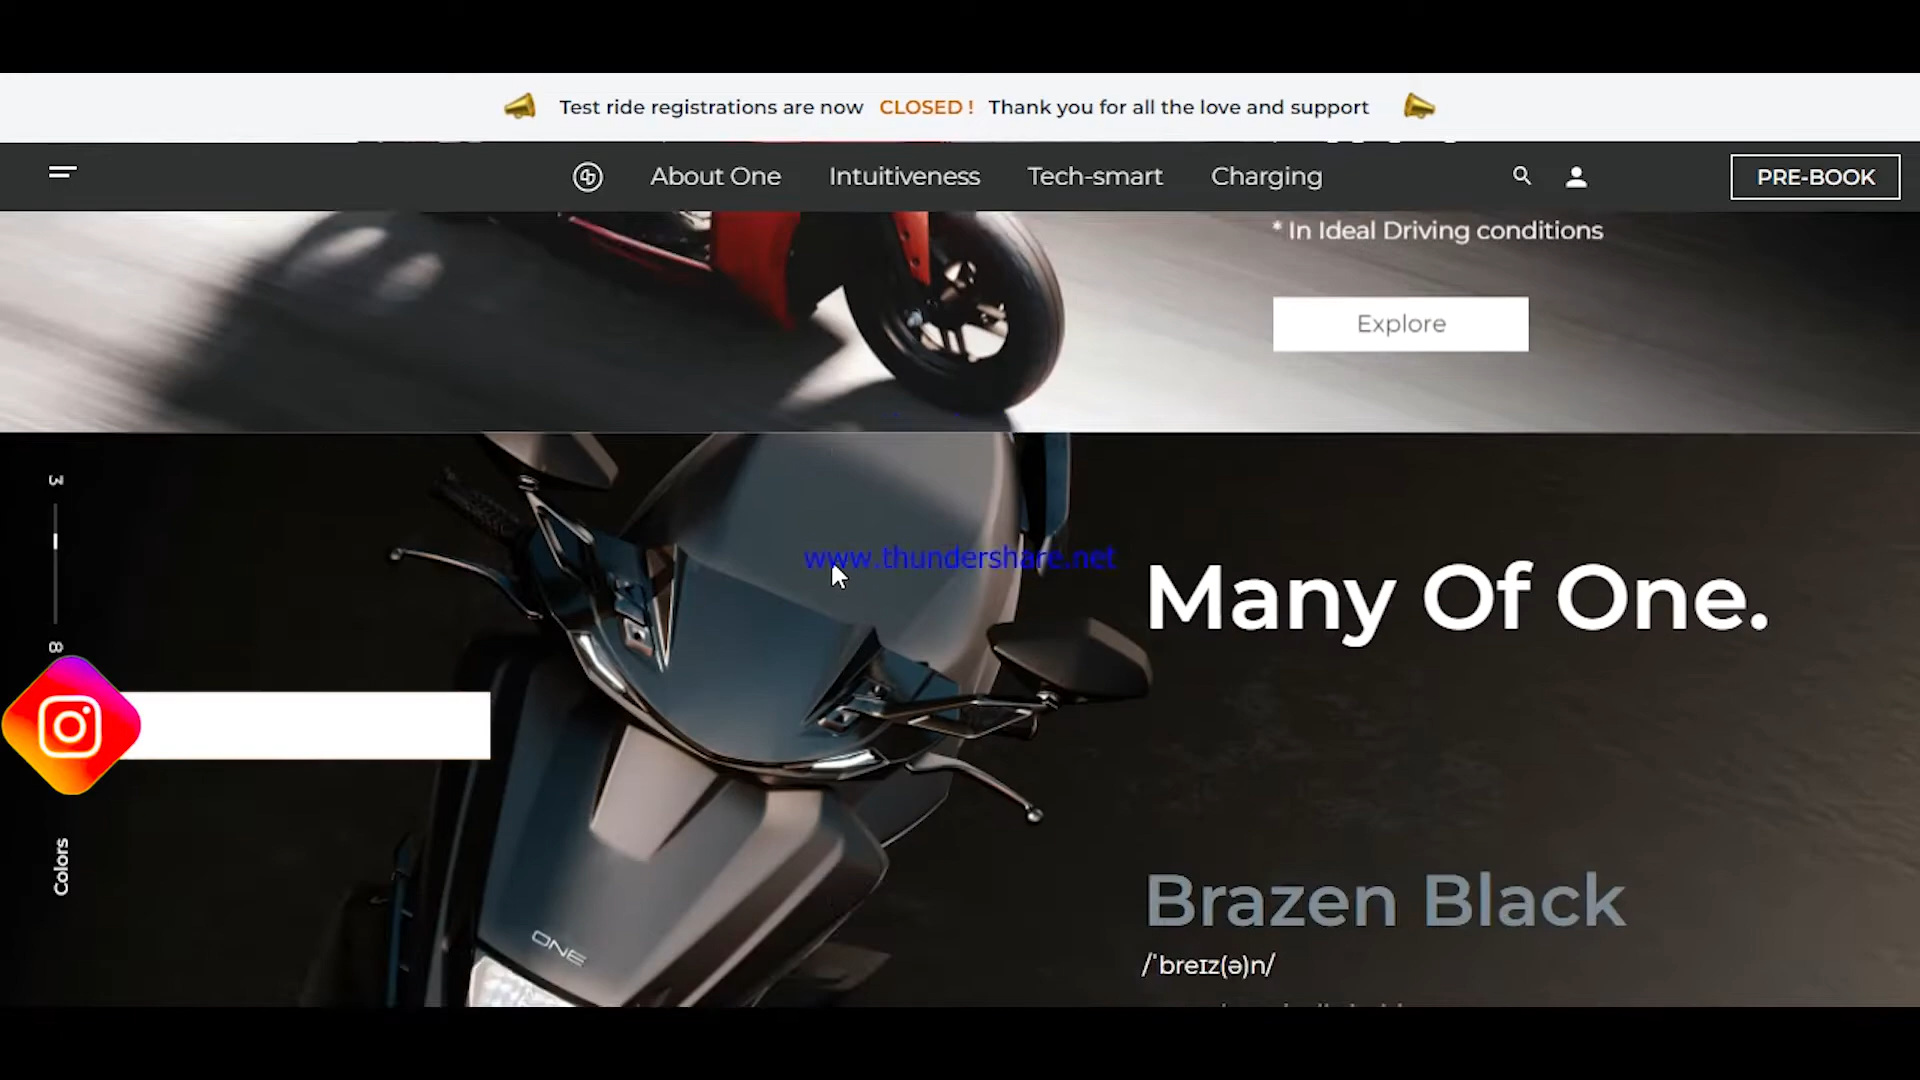 Test ride registrations are now CLOSED ! Thank you for all the love and support
About One Intuitiveness Tech-smart Charging PRE-BOOK
* In Ideal Driving conditions
Explore
3
8
www.thundershare.net
Many Of One.
Colors
ONE
Brazen Black
/ˈbreɪz(ə)n/